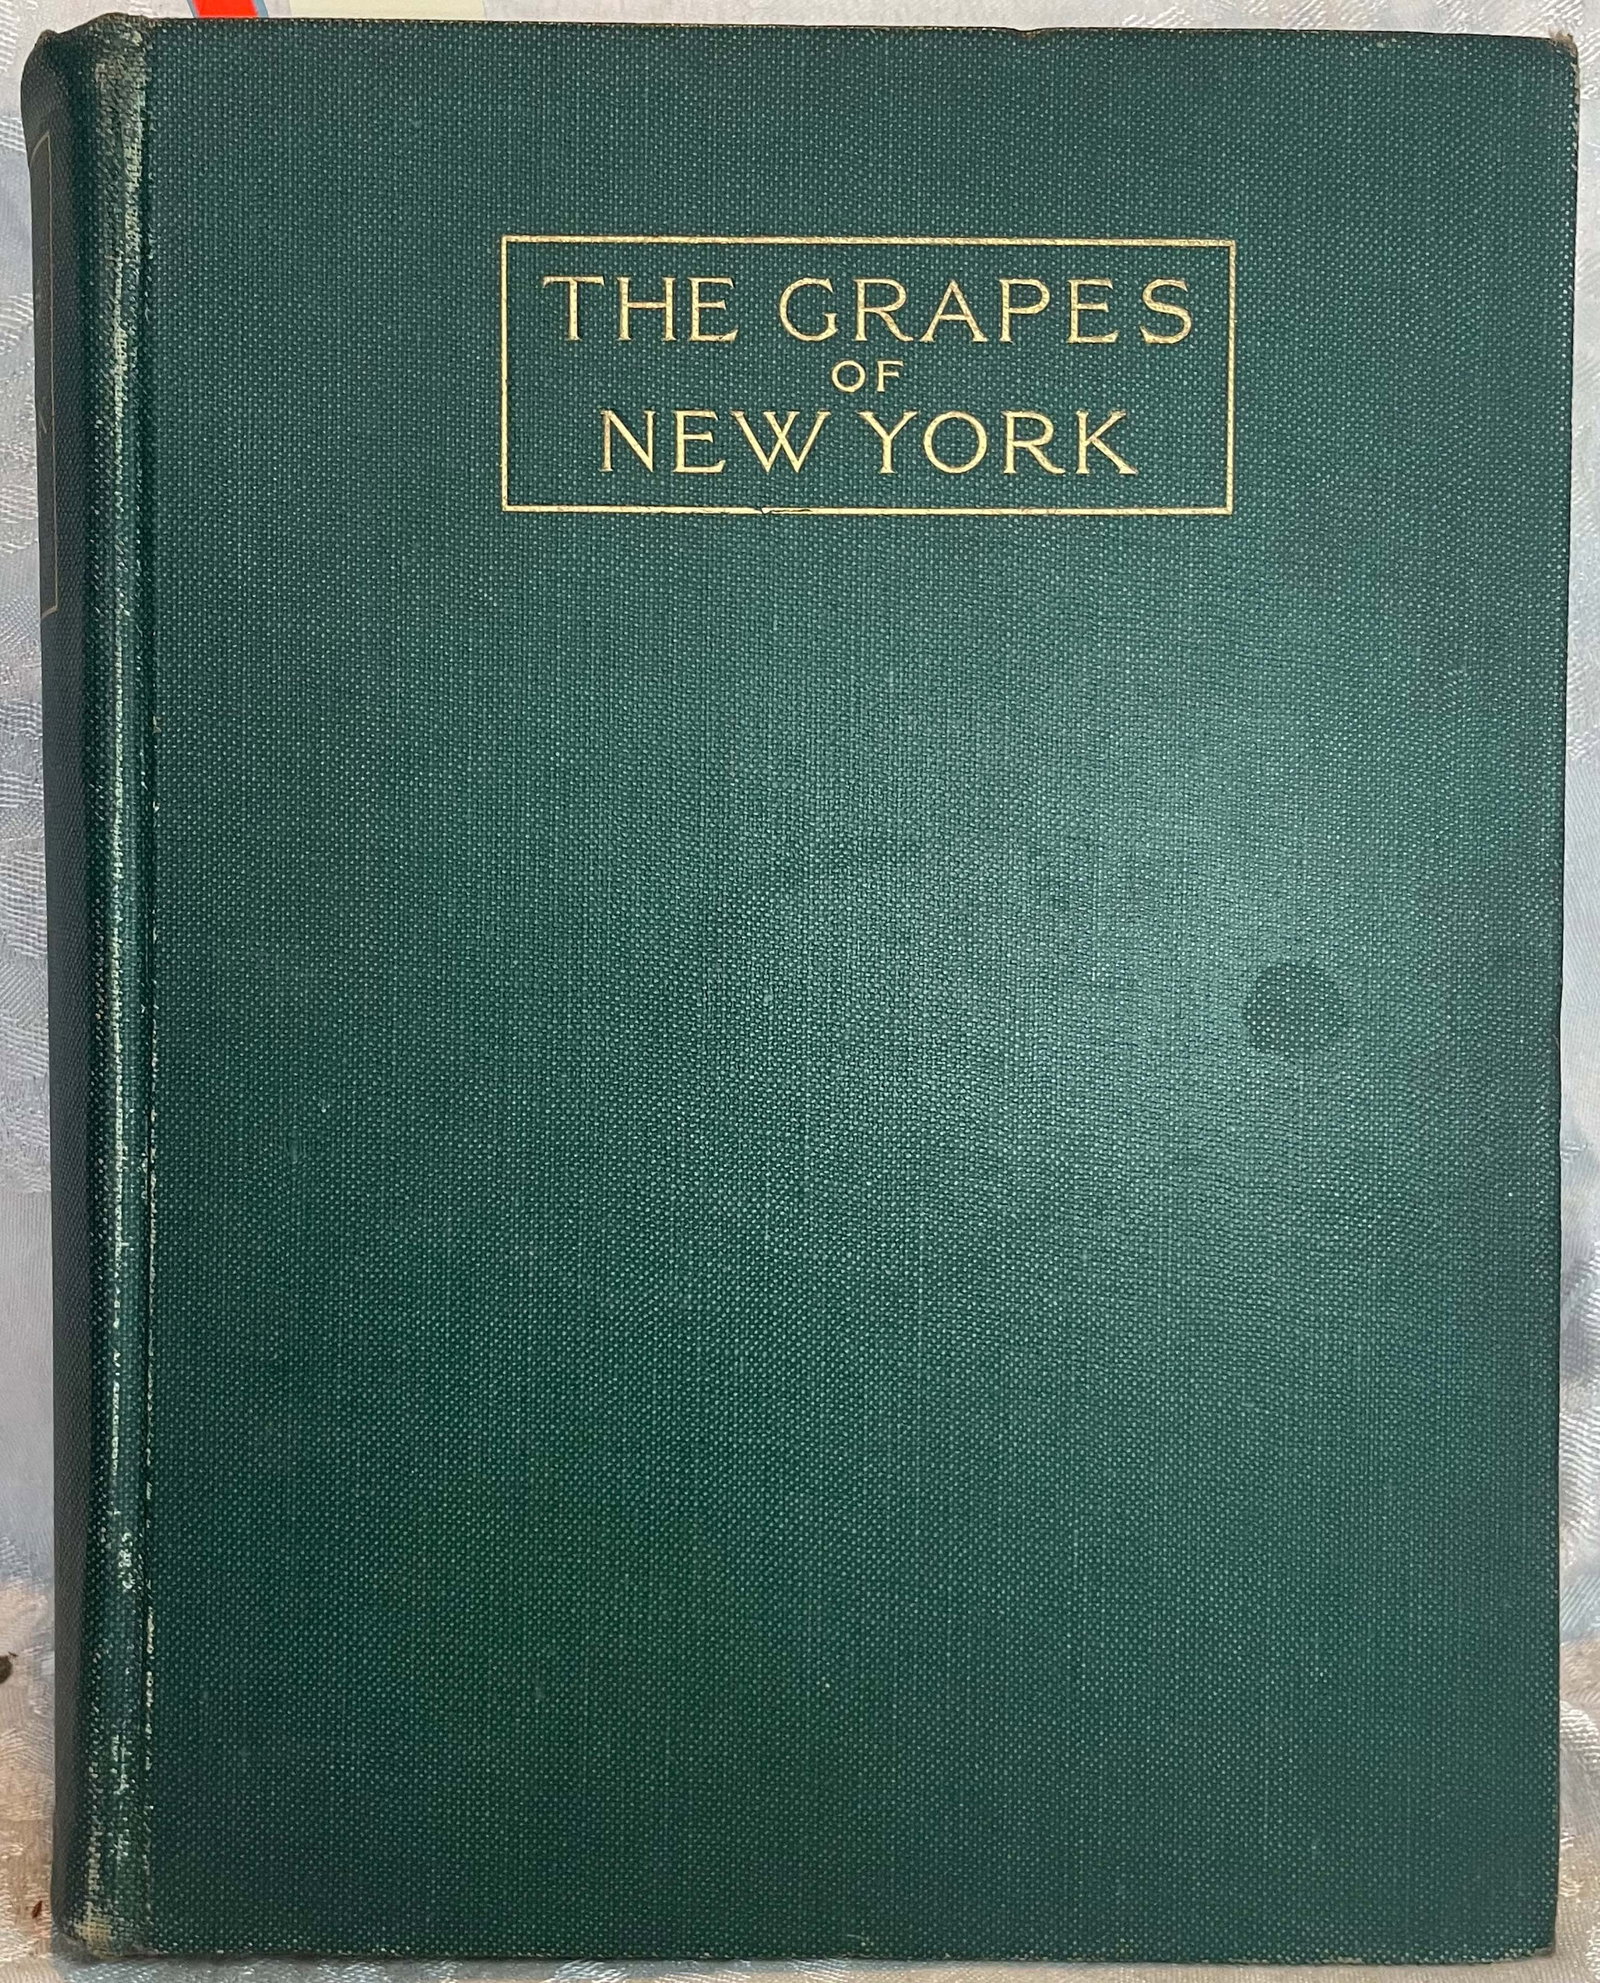 THE GRAPES
OF
NEW YORK